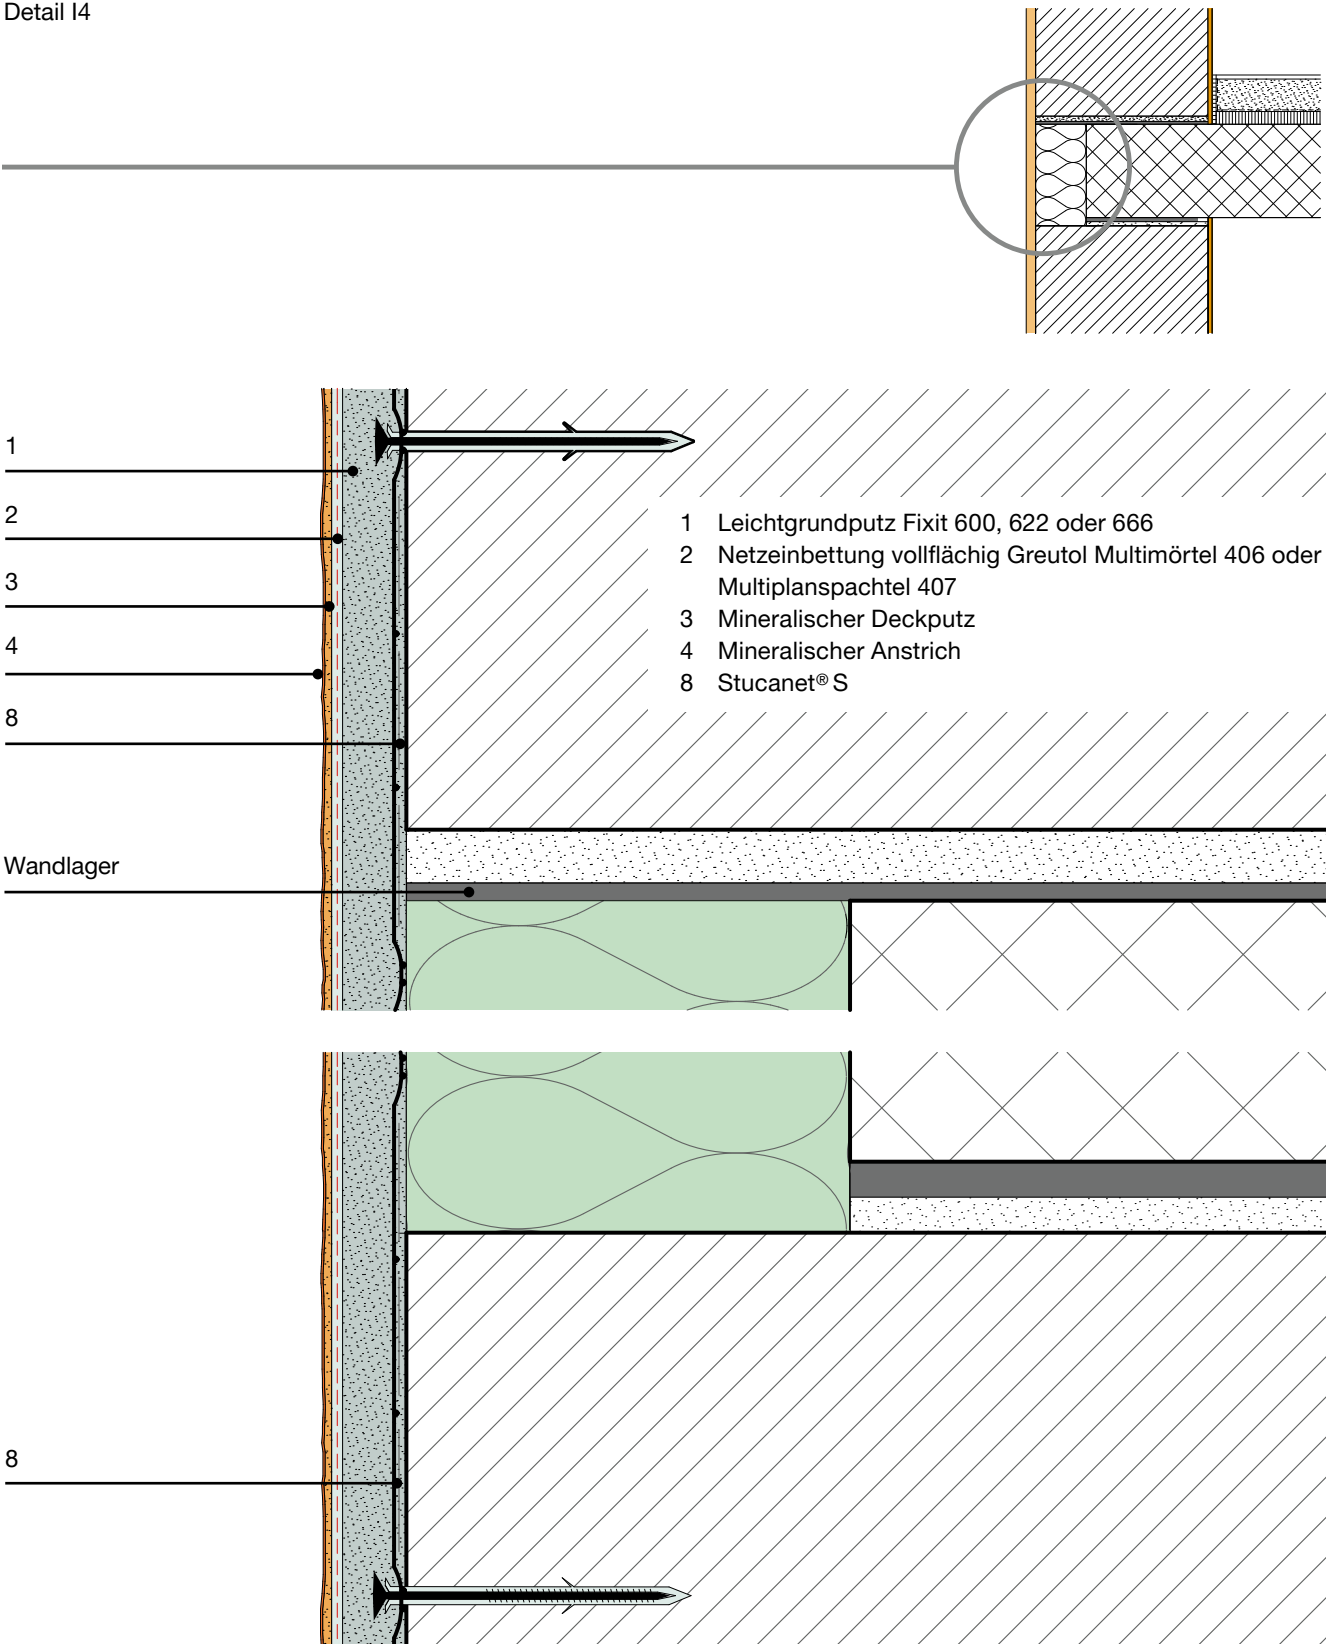 Detail I4
1
2
3
4
8
Wandlager
8
1 Leichtgrundputz Fixit 600, 622 oder 666
2 Netzeinbettung vollflächig Greutol Multimörtel 406 oder
Multiplanspachtel 407
3 Mineralischer Deckputz
4 Mineralischer Anstrich
8 Stucanet® S